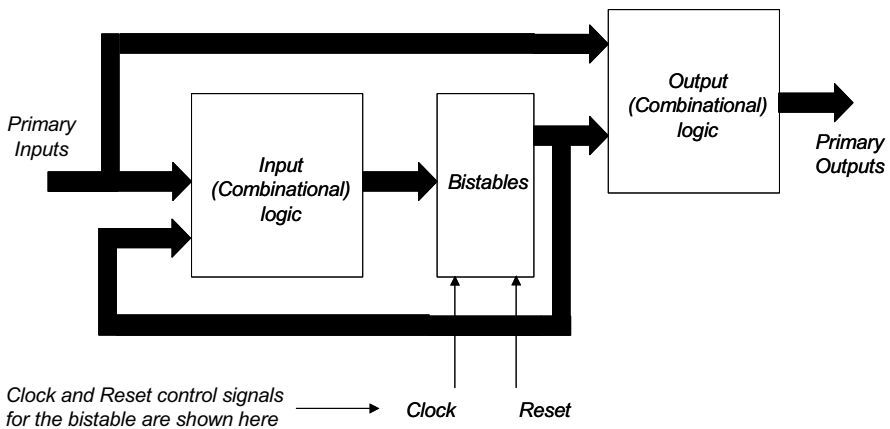 Primary
Inputs
Input
(Combinational)
logic
Bistables
Output
(Combinational)
logic
Primary
Outputs
Clock and Reset control signals
for the bistable are shown here
Clock
Reset